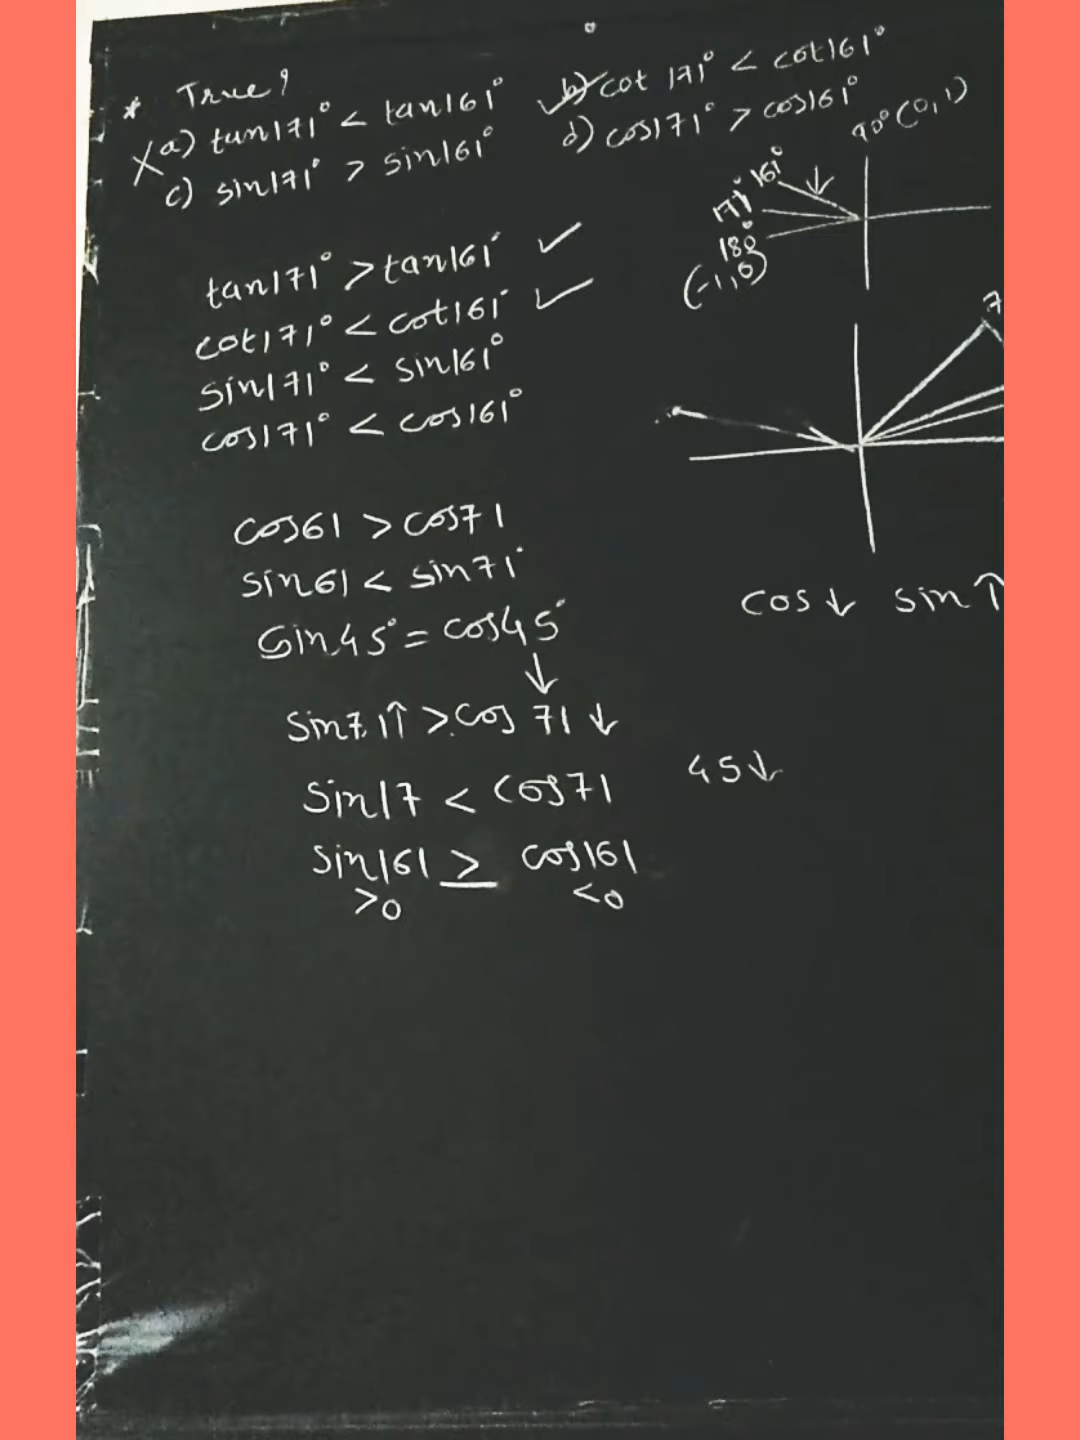 * True?
a) tan171° < tan161° b) cot 171° < cot161°
c) sin171° > sin161° d) cos171° > cos161°
90° (0,1)
161°
171°
180°
(-1,0)
tan171° > tan161° ✓
cot171° < cot161° ✓
sin171° < sin161°
cos171° < cos161°
7
cos61 > cos71
sin61 < sin71°
cos↓ sin↑
Sin45° = cos45°
↓
Sin71↑ > cos 71↓
Sin17 < cos71 45↓
Sin161 > cos161
>0 <0